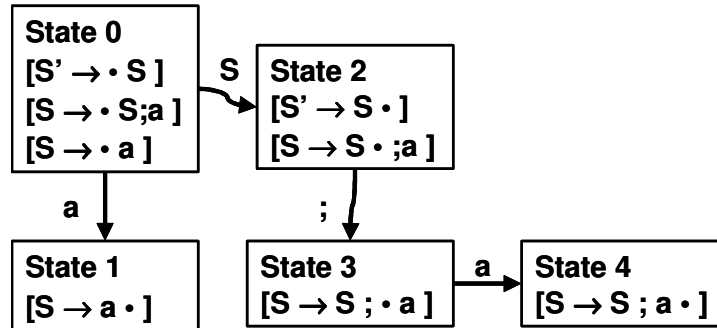 State 0
[S’ → • S ]
[S → • S;a ]
[S → • a ]
S
State 2
[S’ → S • ]
[S → S • ;a ]
a
;
State 1
[S → a • ]
State 3
[S → S ; • a ]
a
State 4
[S → S ; a • ]